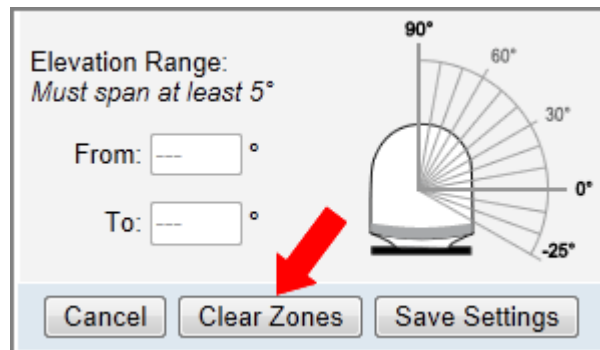 90°
Elevation Range:
60°
Must span at least 5°
30°
From: --- °
0°
To: --- °
-25°
Cancel Clear Zones Save Settings